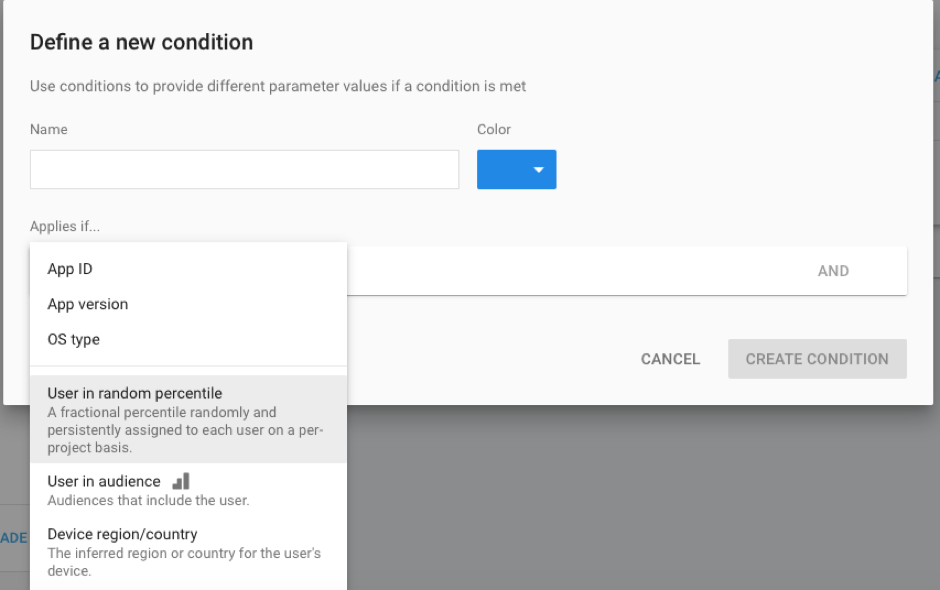 Define a new condition
Use conditions to provide different parameter values if a condition is met
Name
Color
Applies if...
App ID
AND
App version
OS type
CANCEL
CREATE CONDITION
User in random percentile
A fractional percentile randomly and
persistently assigned to each user on a per-
project basis.
User in audience
Audiences that include the user.
Device region/country
The inferred region or country for the user's
device.
ADE
A